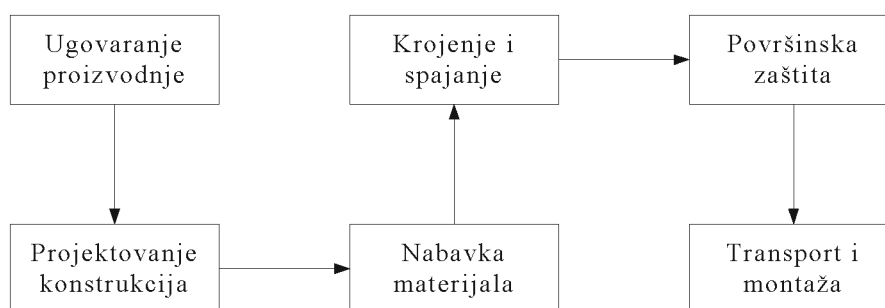 Ugovaranje
proizvodnje
Projektovanje
konstrukcija
Nabavka
materijala
Krojenje i
spajanje
Površinska
zaštita
Transport i
montaža